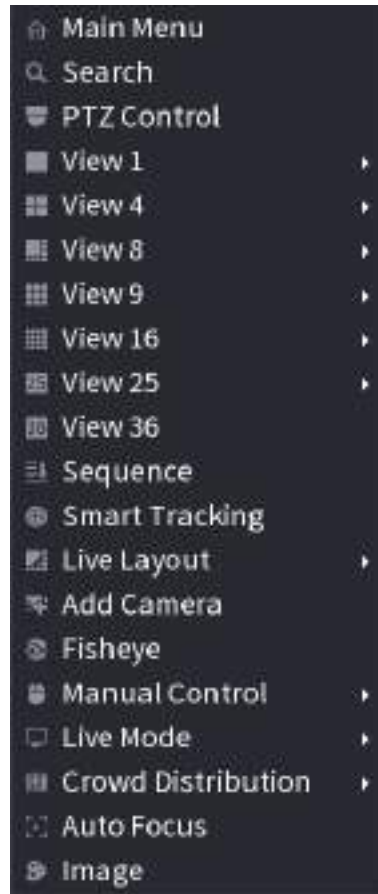 Main Menu
Search
PTZ Control
View 1
View 4
View 8
View 9
View 16
View 25
View 36
Sequence
Smart Tracking
Live Layout
Add Camera
Fisheye
Manual Control
Live Mode
Crowd Distribution
Auto Focus
Image